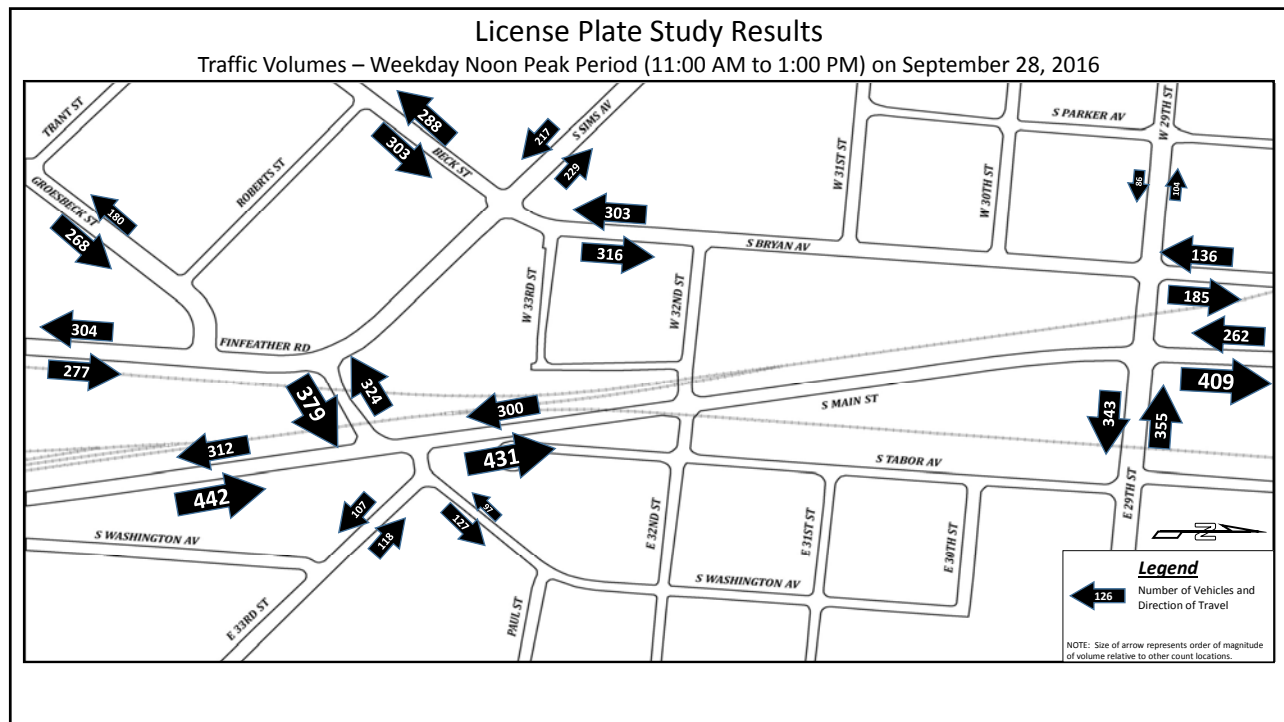 License Plate Study Results
Traffic Volumes – Weekday Noon Peak Period (11:00 AM to 1:00 PM) on September 28, 2016
TRANT ST
GROESBECK ST
ROBERTS ST
BECK ST
S SIMS AV
W 31ST ST
W 30TH ST
S PARKER AV
W 29TH ST
288
303
217
229
180
268
303
316
86
104
S BRYAN AV
136
185
W 33RD ST
W 32ND ST
304
277
FINFEATHER RD
262
409
379
324
300
S MAIN ST
343
355
312
442
431
S TABOR AV
107
118
97
127
S WASHINGTON AV
E 33RD ST
PAUL ST
E 32ND ST
E 31ST ST
E 30TH ST
E 29TH ST
S WASHINGTON AV
N
Legend
126
Number of Vehicles and
Direction of Travel
NOTE: Size of arrow represents order of magnitude
of volume relative to other count locations.